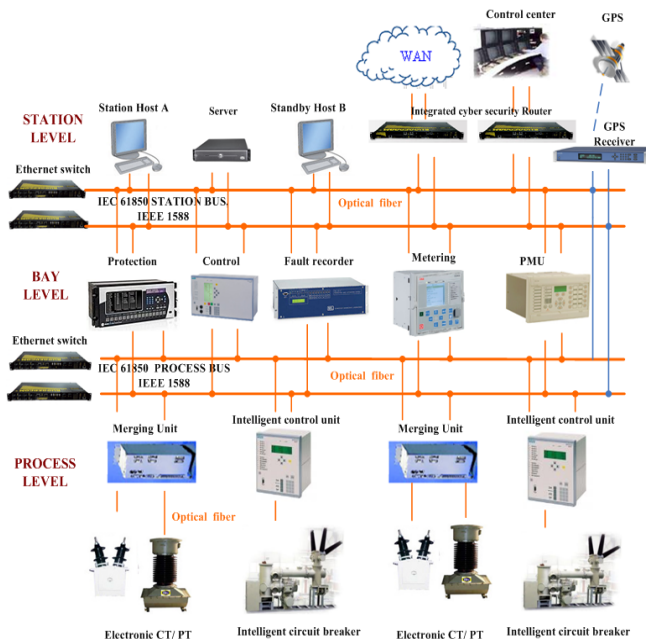 Control center
GPS
WAN
Station Host A
Server
Standby Host B
Integrated cyber security Router
STATION
LEVEL
GPS
Receiver
Ethernet switch
IEC 61850 STATION BUS.
IEEE 1588
Optical fiber
Protection
Control
Fault recorder
Metering
PMU
BAY
LEVEL
Ethernet switch
IEC 61850 PROCESS BUS
IEEE 1588
Optical fiber
Merging Unit
Intelligent control unit
Merging Unit
Intelligent control unit
PROCESS
LEVEL
Optical fiber
Electronic CT/ PT
Intelligent circuit breaker
Electronic CT/ PT
Intelligent circuit breaker